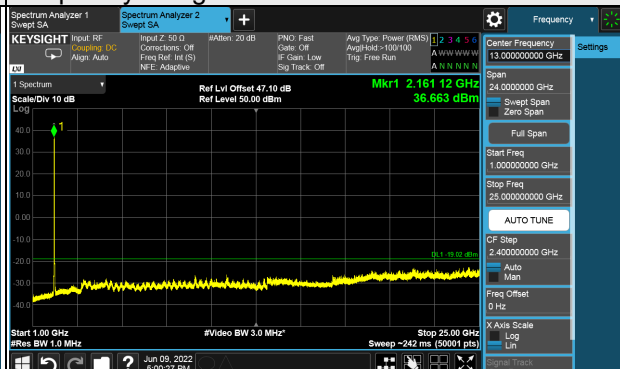 Spectrum Analyzer 1
Swept SA
Spectrum Analyzer 2
Swept SA
Frequency
KEYSIGHT
Input: RF
Coupling: DC
Align: Auto
Input Z: 50 Ω
Corrections: Off
Freq Ref: Int (S)
NFE: Adaptive
#Atten: 20 dB
PNO: Fast
Gate: Off
IF Gain: Low
Sig Track: Off
Avg Type: Power (RMS)
Avg|Hold:>100/100
Trig: Free Run
1 2 3 4 5 6
A W W W W W
A N N N N N
LXI
1 Spectrum
Scale/Div 10 dB
Log
Ref Lvl Offset 47.10 dB
Ref Level 50.00 dBm
Mkr1 2.161 12 GHz
36.663 dBm
40.0
30.0
20.0
10.0
0.00
-10.0
-20.0
-30.0
-40.0
1
DL1 -19.02 dBm
Start 1.00 GHz
#Res BW 1.0 MHz
#Video BW 3.0 MHz*
Stop 25.00 GHz
Sweep ~242 ms (50001 pts)
Jun 09, 2022
Center Frequency
13.000000000 GHz
Settings
Span
24.0000000 GHz
Swept Span
Zero Span
Full Span
Start Freq
1.000000000 GHz
Stop Freq
25.000000000 GHz
AUTO TUNE
CF Step
2.400000000 GHz
Auto
Man
Freq Offset
0 Hz
X Axis Scale
Log
Lin
Signal Track